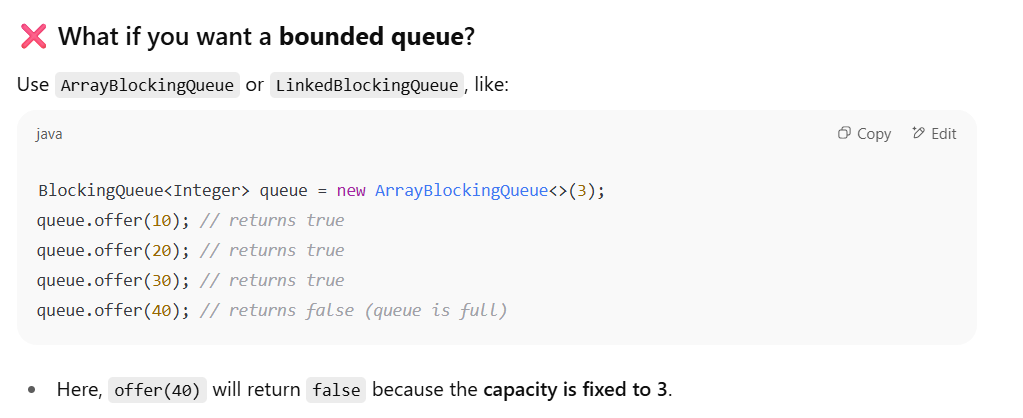 ❌ What if you want a bounded queue?
Use ArrayBlockingQueue or LinkedBlockingQueue, like:
java Copy Edit
BlockingQueue<Integer> queue = new ArrayBlockingQueue<>(3);
queue.offer(10); // returns true
queue.offer(20); // returns true
queue.offer(30); // returns true
queue.offer(40); // returns false (queue is full)
• Here, offer(40) will return false because the capacity is fixed to 3.